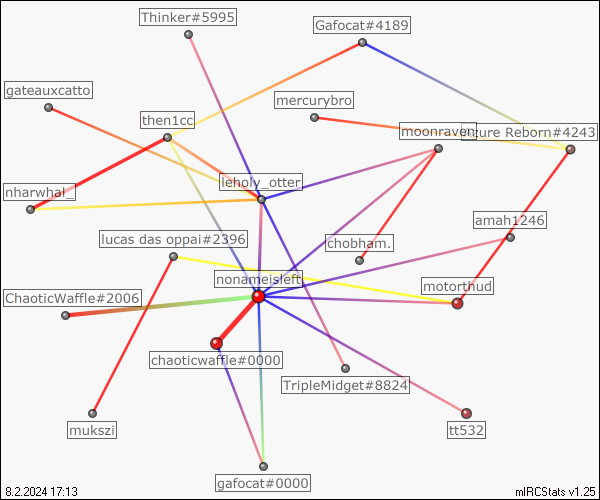 Thinker#5995
Gafocat#4189
gateauxcatto
mercurybro
then1cc
moonraven
gure Reborn#4243
leholy_otter
nharwhal_
amah1246
lucas das oppai#2396
chobham.
nonameisleft
motorthud
ChaoticWaffle#2006
chaoticwaffle#0000
TripleMidget#8824
mukszi
tt532
gafocat#0000
8.2.2024 17:13
mIRCStats v1.25